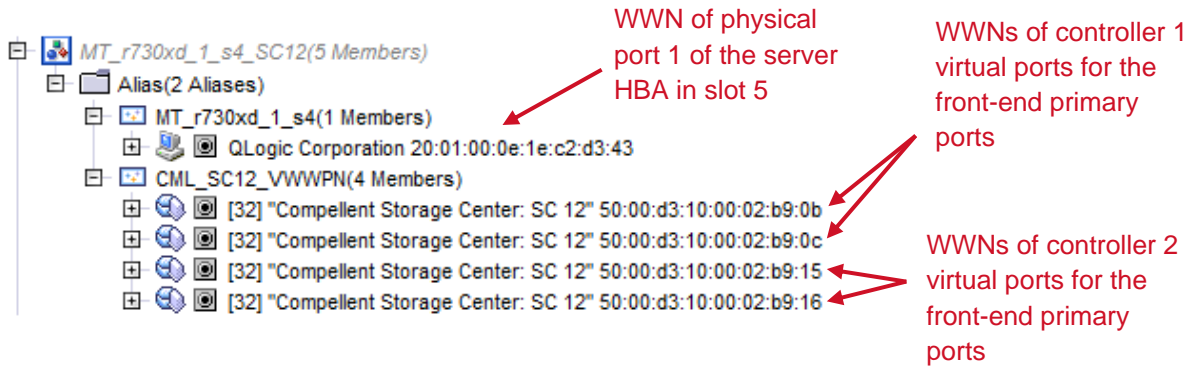 WWN of physical
port 1 of the server
HBA in slot 5
WWNs of controller 1
virtual ports for the
front-end primary
ports
MT_r730xd_1_s4_SC12(5 Members)
Alias(2 Aliases)
MT_r730xd_1_s4(1 Members)
QLogic Corporation 20:01:00:0e:1e:c2:d3:43
CML_SC12_VWWPN(4 Members)
[32] "Compellent Storage Center: SC 12" 50:00:d3:10:00:02:b9:0b
[32] "Compellent Storage Center: SC 12" 50:00:d3:10:00:02:b9:0c
[32] "Compellent Storage Center: SC 12" 50:00:d3:10:00:02:b9:15
[32] "Compellent Storage Center: SC 12" 50:00:d3:10:00:02:b9:16
WWNs of controller 2
virtual ports for the
front-end primary
ports